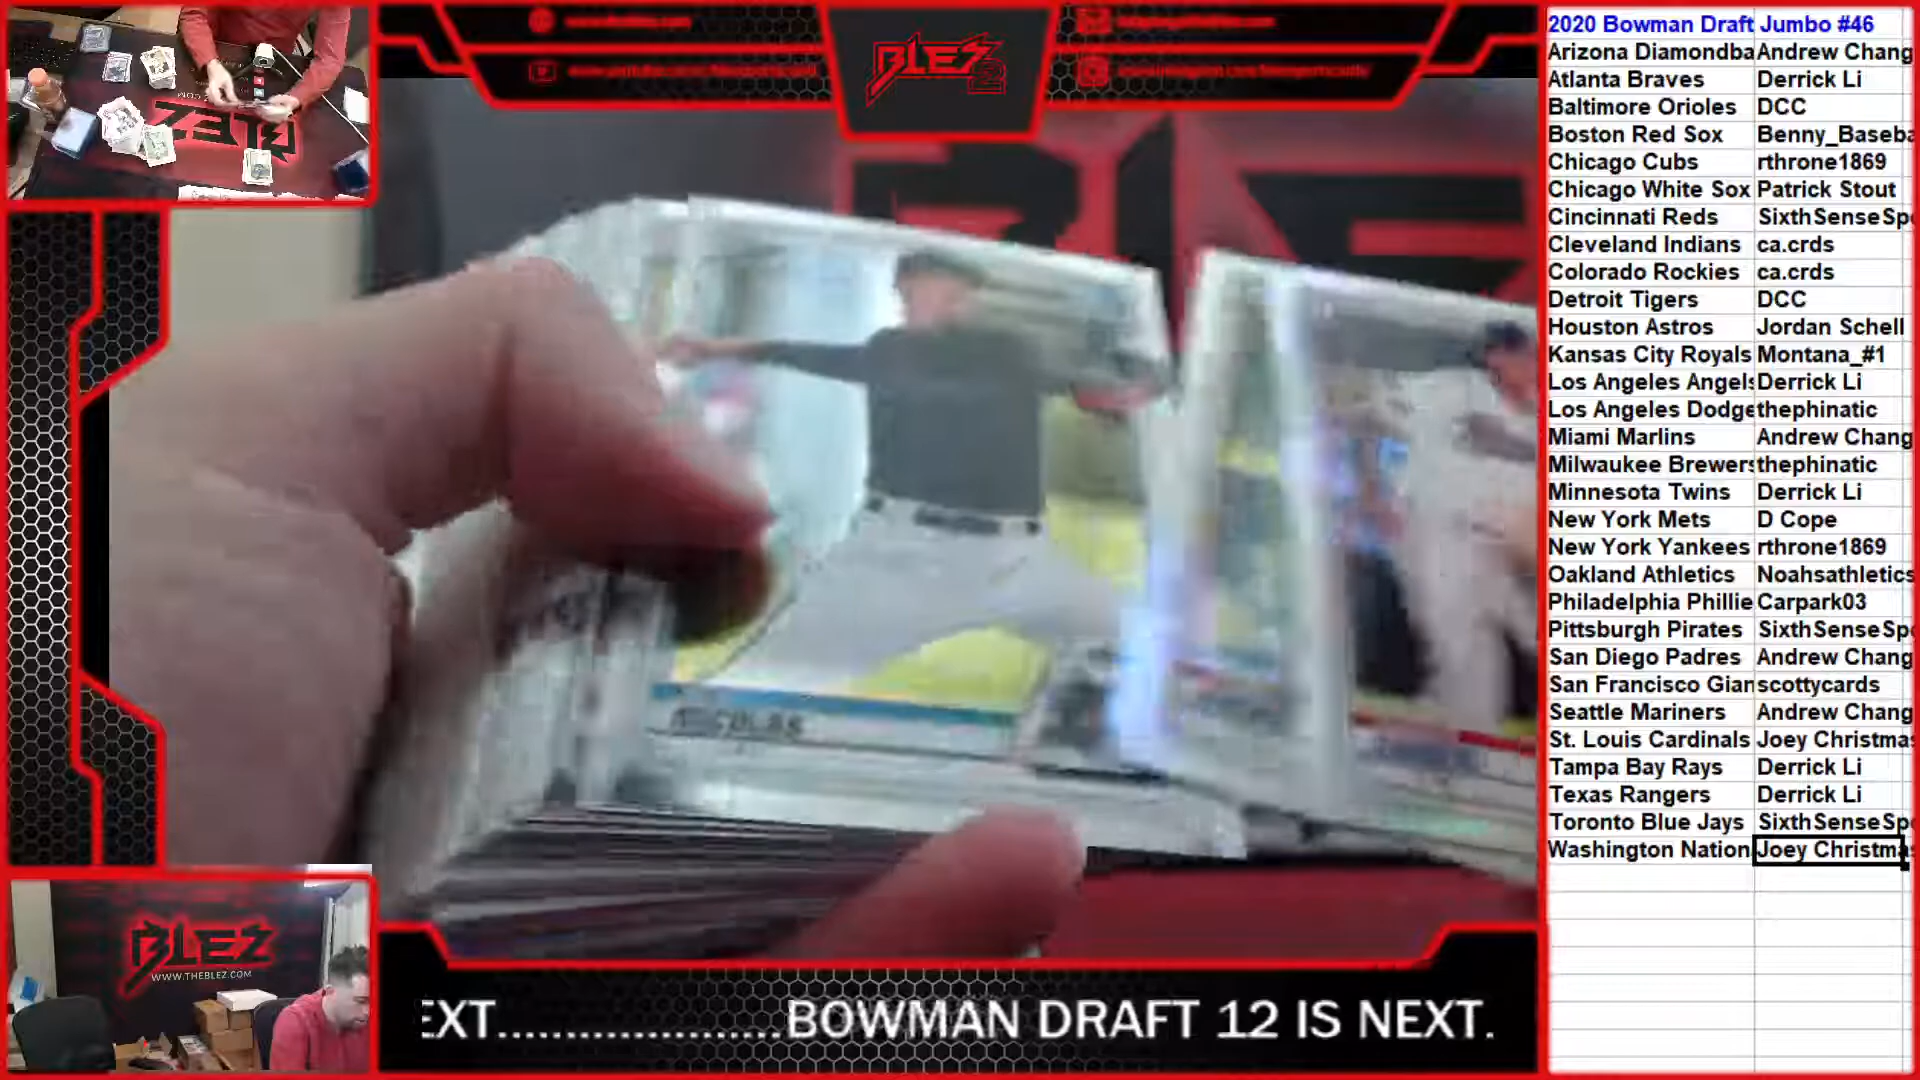 BLEZ
2020 Bowman Draft Jumbo #46
Arizona Diamondba Andrew Chang
Atlanta Braves Derrick Li
Baltimore Orioles DCC
Boston Red Sox Benny_Baseba
Chicago Cubs rthrone1869
Chicago White Sox Patrick Stout
Cincinnati Reds SixthSenseSp
Cleveland Indians ca.crds
Colorado Rockies ca.crds
Detroit Tigers DCC
Houston Astros Jordan Schell
Kansas City Royals Montana_#1
Los Angeles Angels Derrick Li
Los Angeles Dodge thephinatic
Miami Marlins Andrew Chang
Milwaukee Brewers thephinatic
Minnesota Twins Derrick Li
New York Mets D Cope
New York Yankees rthrone1869
Oakland Athletics Noahsathletics
Philadelphia Phillie Carpark03
Pittsburgh Pirates SixthSenseSp
San Diego Padres Andrew Chang
San Francisco Gian scottycards
Seattle Mariners Andrew Chang
St. Louis Cardinals Joey Christmas
Tampa Bay Rays Derrick Li
Texas Rangers Derrick Li
Toronto Blue Jays SixthSenseSp
Washington Nation Joey Christmas
BLEZ
BLEZ
WWW.THEBLEZ.COM
EXT.....................BOWMAN DRAFT 12 IS NEXT.